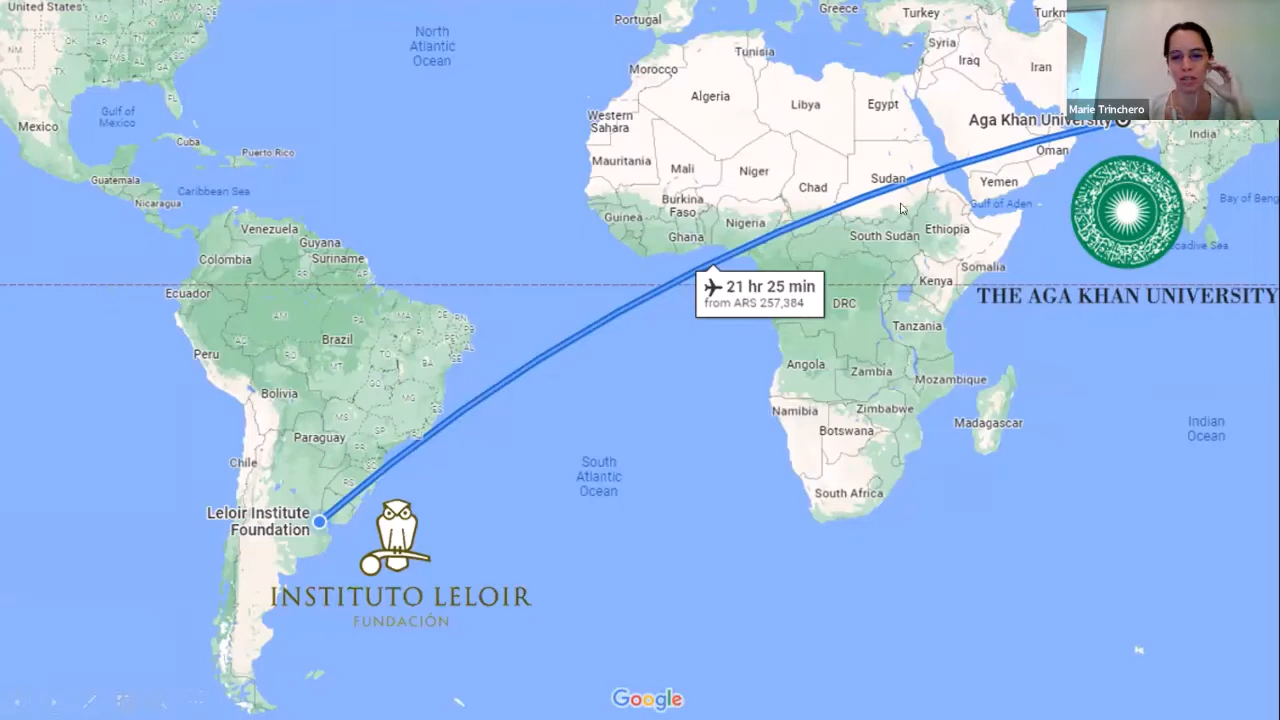 United States
North
Atlantic
Ocean
Portugal
Greece
Turkey
Turkm
Syria
Iraq
Iran
Tunisia
Morocco
Algeria
Libya
Egypt
Marie Trinchero
Gulf of
Mexico
Mexico
Cuba
Puerto Rico
Guatemala
Caribbean Sea
Nicaragua
Western
Sahara
Mauritania
Mali
Niger
Chad
Sudan
Aga Khan University
Oman
India
Yemen
Gulf of Aden
Bay of Beng
Burkina
Faso
Guinea
Ghana
Nigeria
South Sudan
Ethiopia
Somalia
cadive Sea
Venezuela
Guyana
Suriname
Colombia
Ecuador
21 hr 25 min
from ARS 257,384
DRC
Kenya
THE AGA KHAN UNIVERSITY
Tanzania
Brazil
Peru
Angola
Zambia
Mozambique
Bolivia
Namibia
Zimbabwe
Botswana
Madagascar
Indian
Ocean
Paraguay
Chile
South
Atlantic
Ocean
South Africa
Leloir Institute
Foundation
INSTITUTO LELOIR
FUNDACIÓN
Google